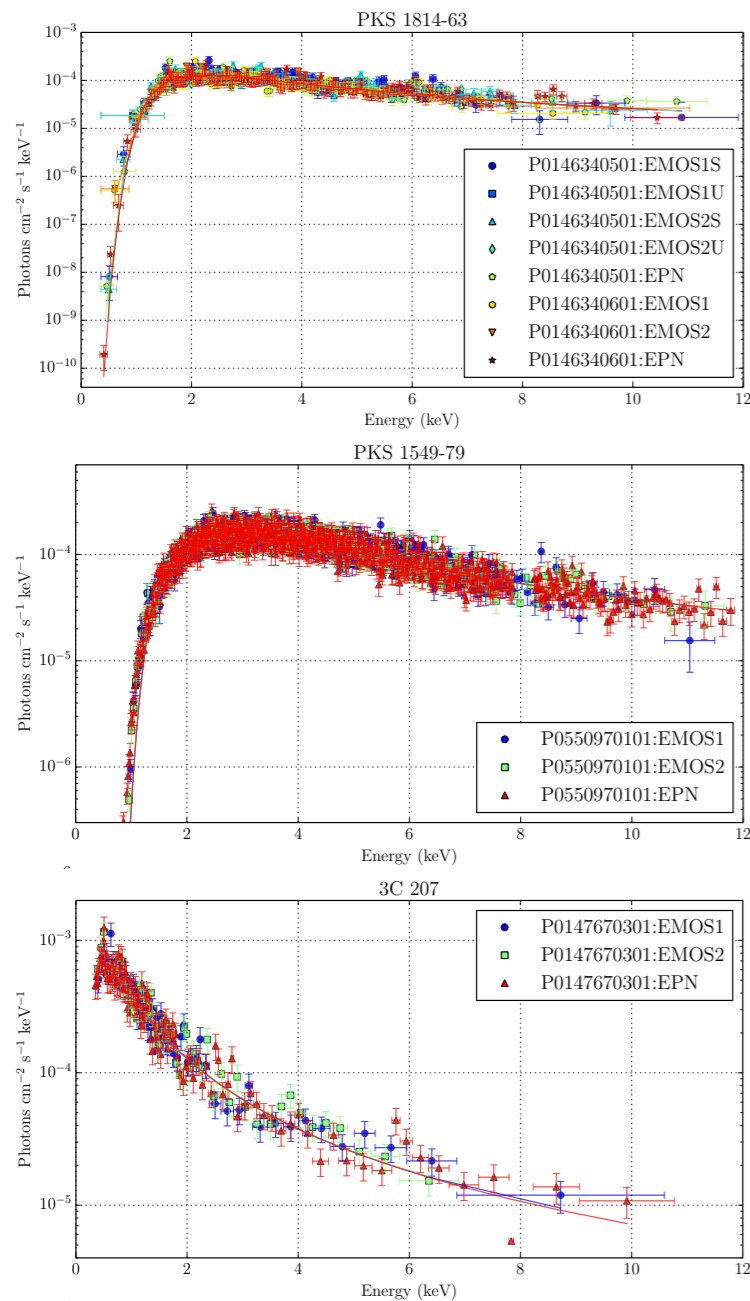 PKS 1814-63
10⁻³
10⁻⁴
10⁻⁵
10⁻⁶
10⁻⁷
10⁻⁸
10⁻⁹
10⁻¹⁰
Photons cm⁻² s⁻¹ keV⁻¹
P0146340501:EMOS1S
P0146340501:EMOS1U
P0146340501:EMOS2S
P0146340501:EMOS2U
P0146340501:EPN
P0146340601:EMOS1
P0146340601:EMOS2
P0146340601:EPN
0 2 4 6 8 10 12
Energy (keV)
PKS 1549-79
10⁻⁴
10⁻⁵
10⁻⁶
Photons cm⁻² s⁻¹ keV⁻¹
P0550970101:EMOS1
P0550970101:EMOS2
P0550970101:EPN
0 2 4 6 8 10 12
Energy (keV)
3C 207
10⁻³
10⁻⁴
10⁻⁵
Photons cm⁻² s⁻¹ keV⁻¹
P0147670301:EMOS1
P0147670301:EMOS2
P0147670301:EPN
0 2 4 6 8 10 12
Energy (keV)